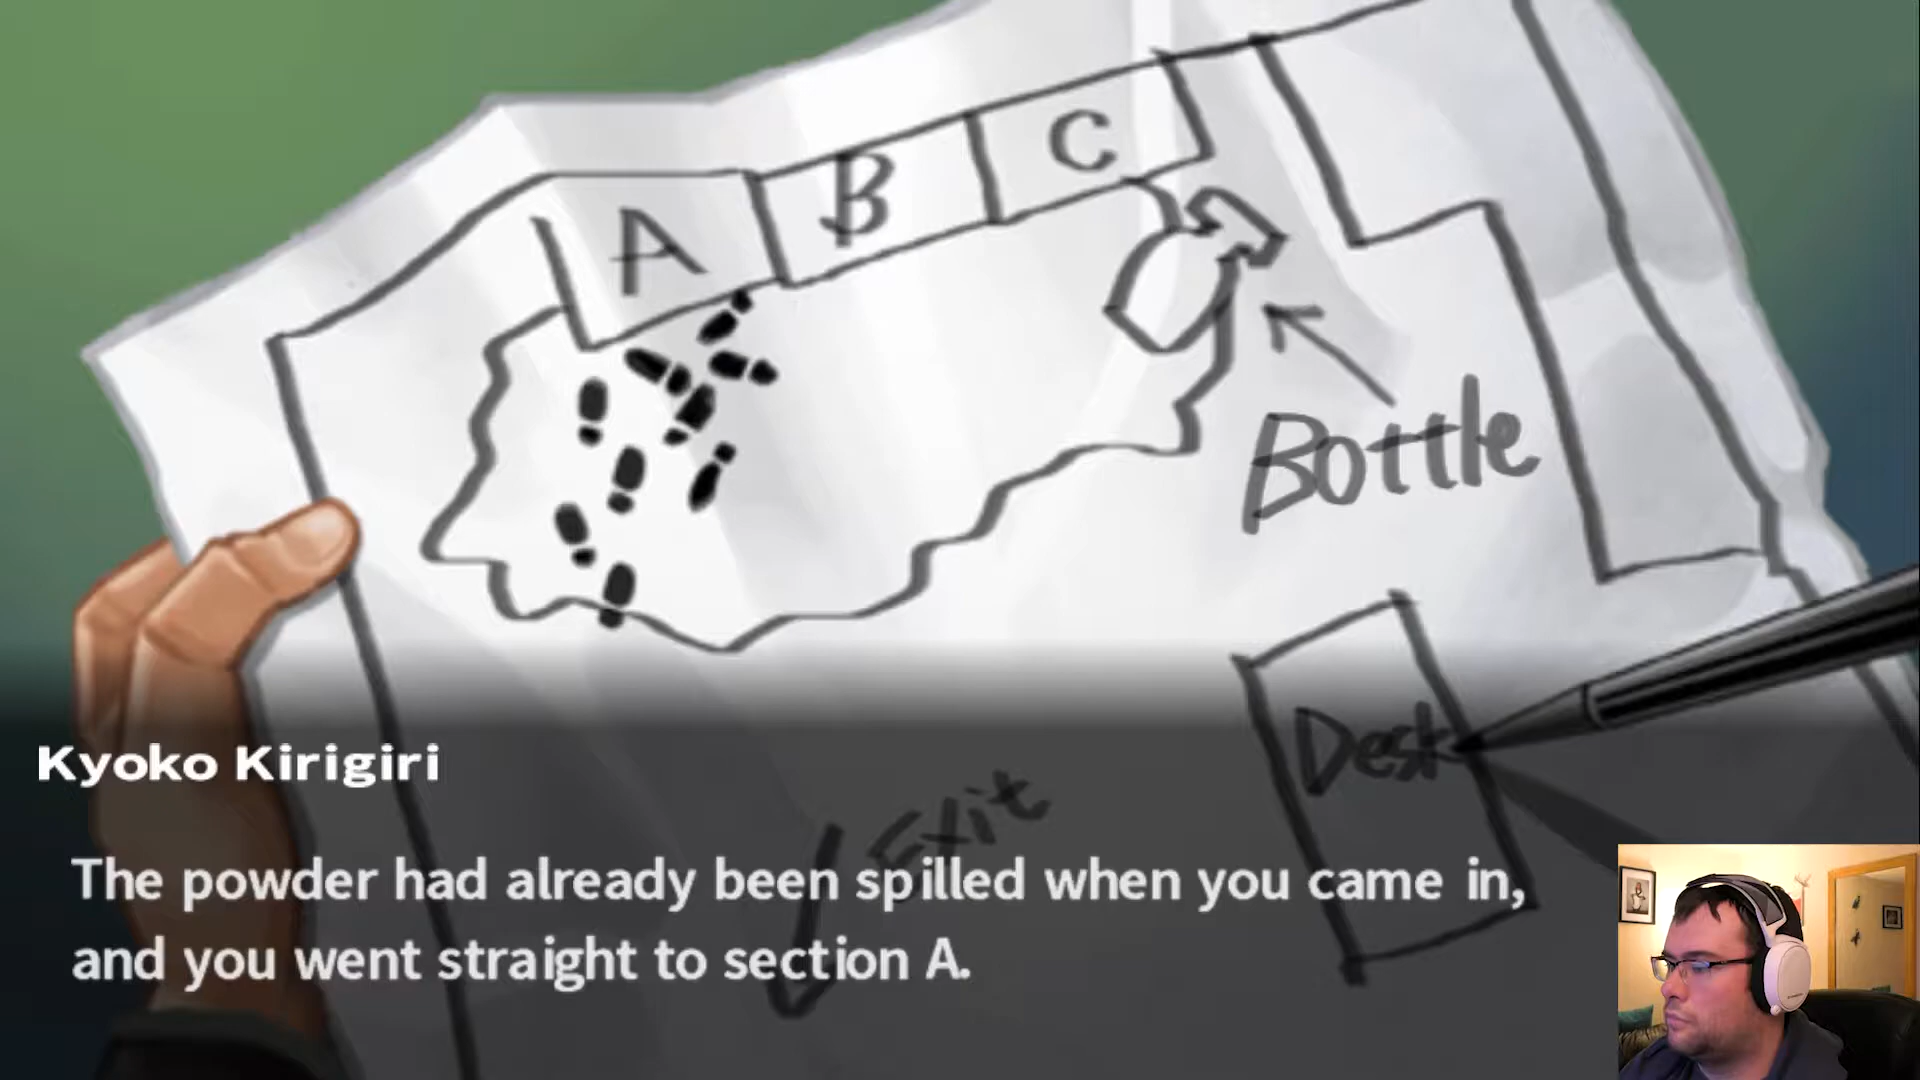 A
B
C
Bottle
Desk
Exit
Kyoko Kirigiri
The powder had already been spilled when you came in,
and you went straight to section A.